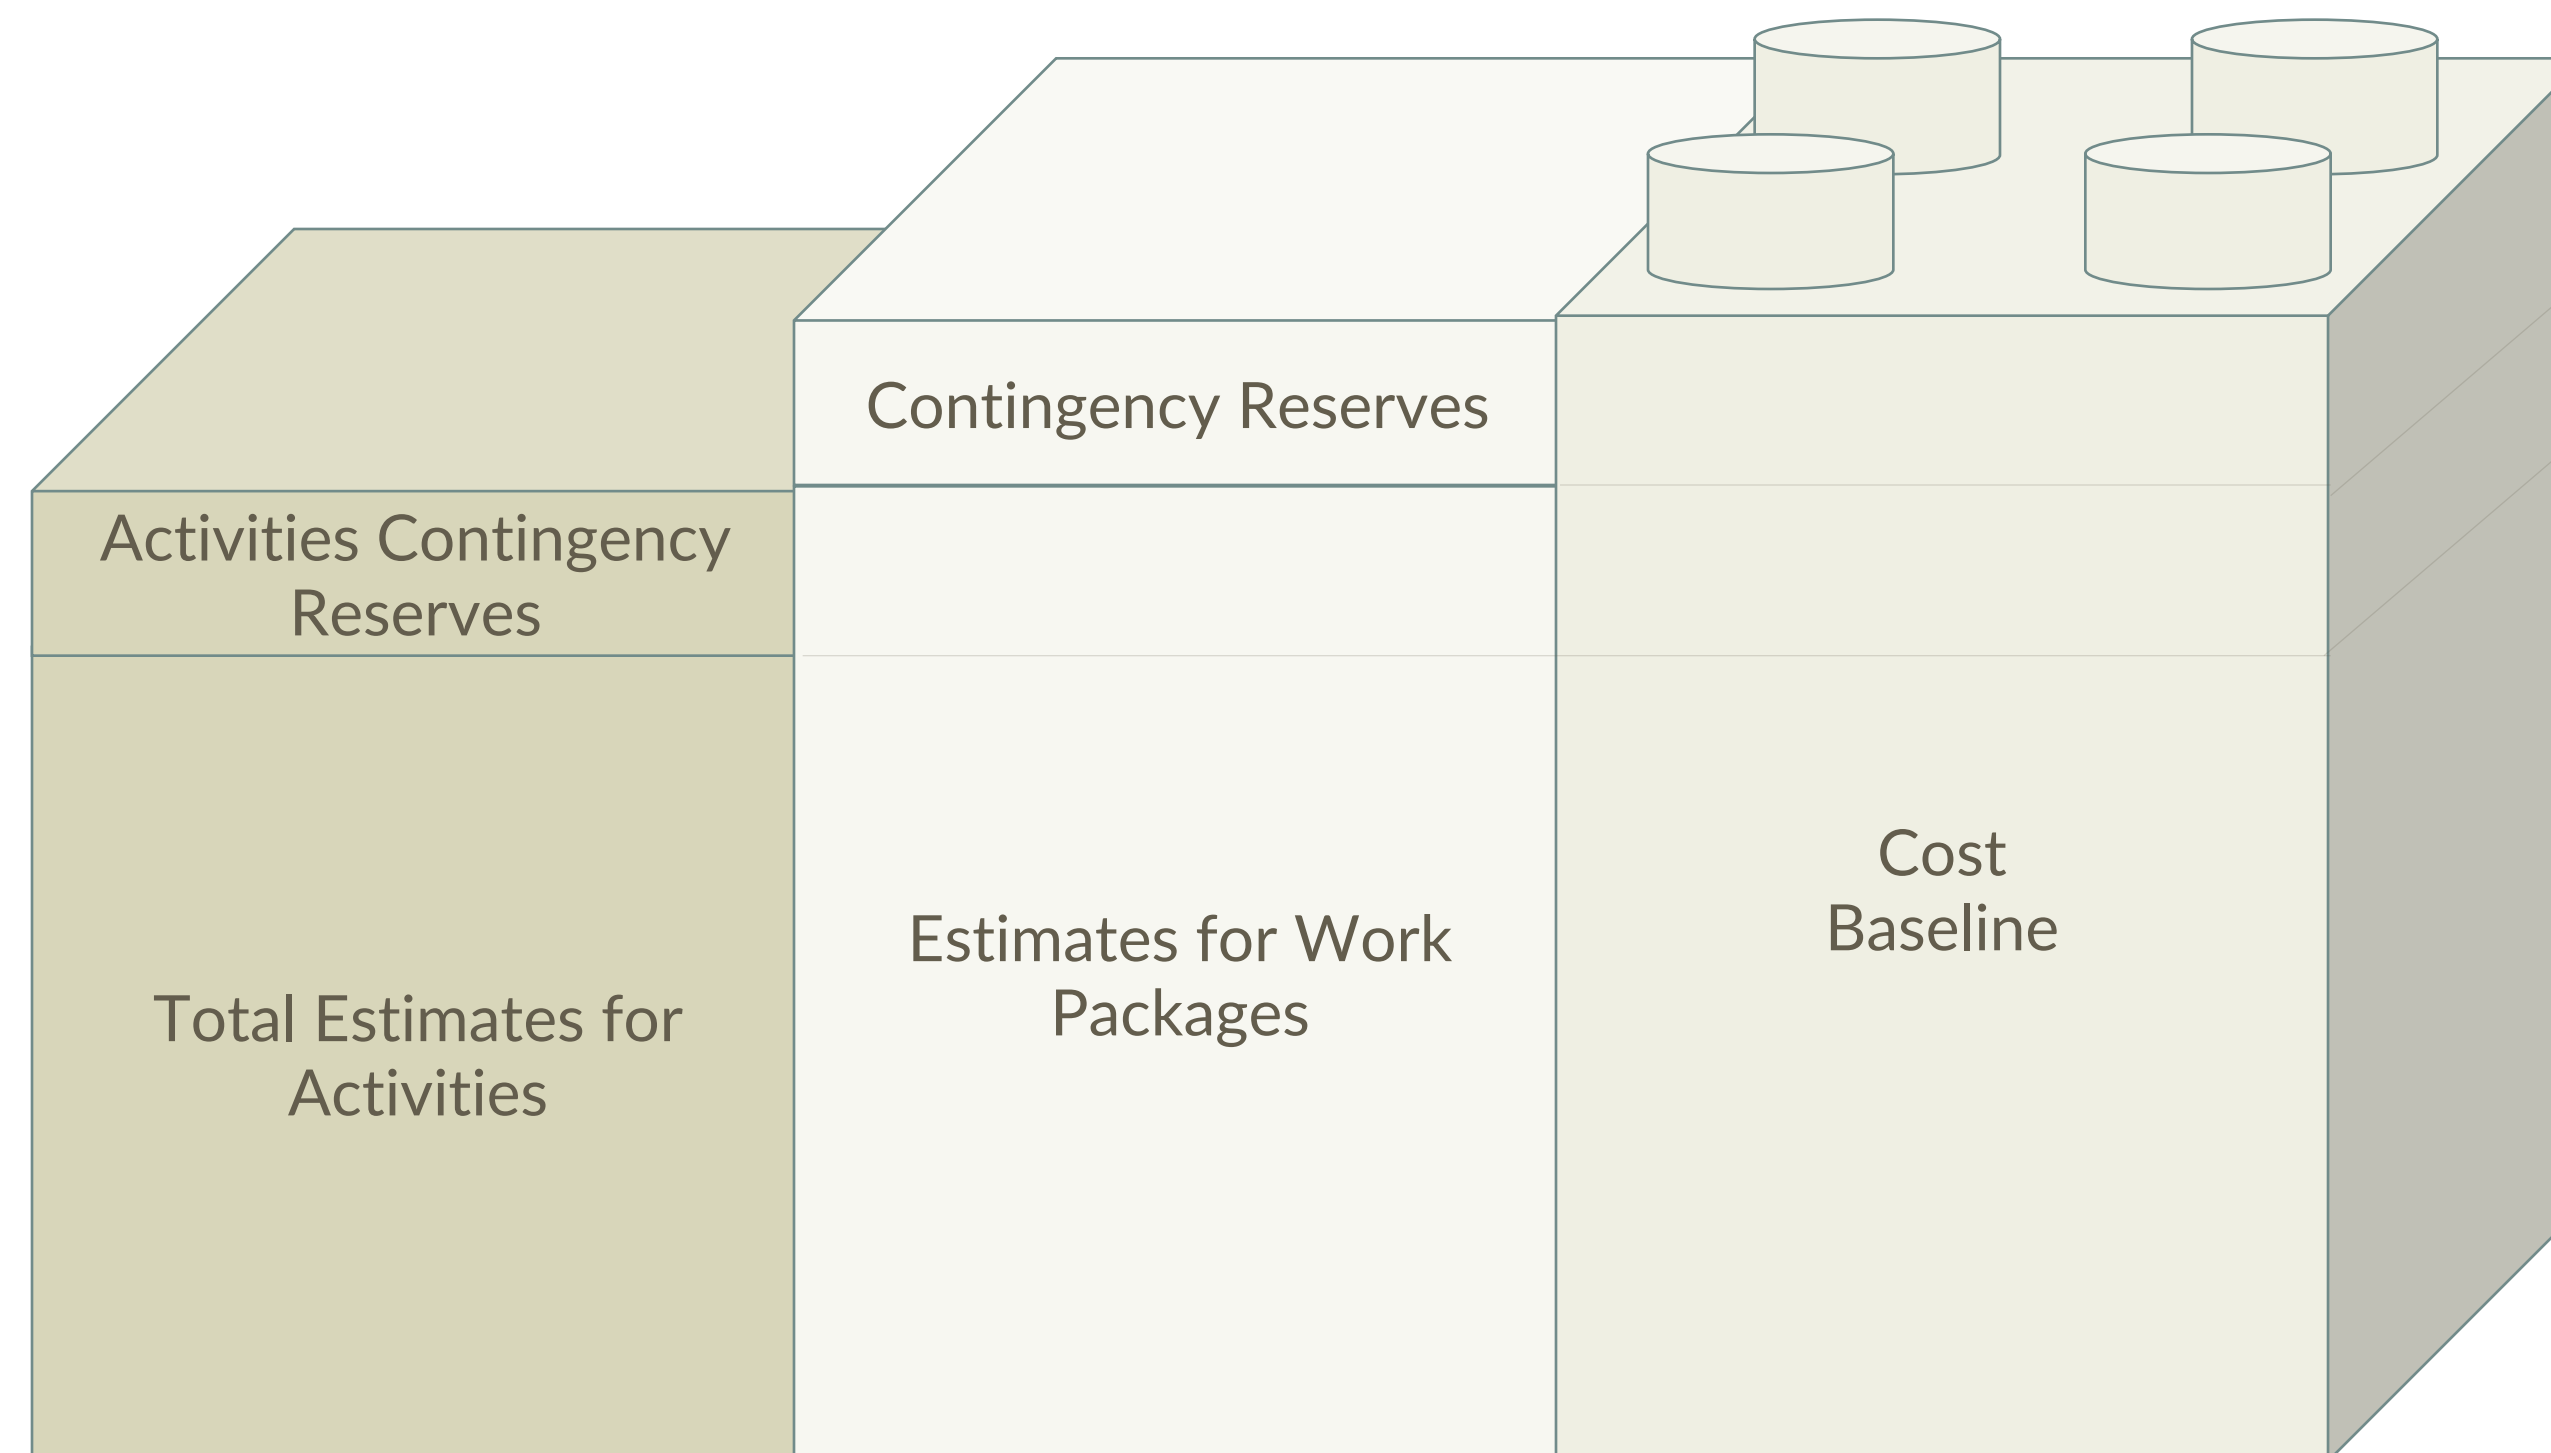 Contingency Reserves
Activities Contingency
Reserves
Cost
Baseline
Estimates for Work
Packages
Total Estimates for
Activities